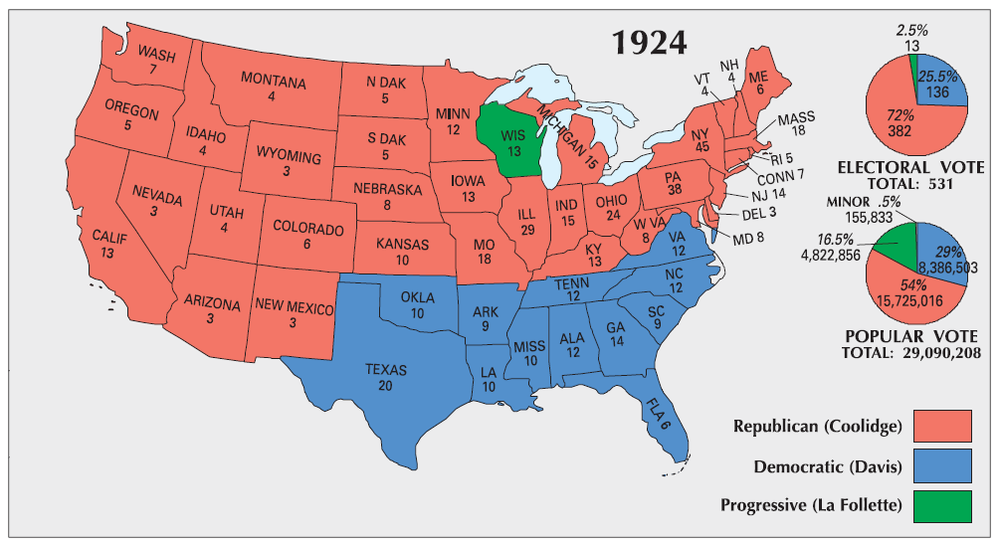 1924
WASH
7
OREGON
5
CALIF
13
NEVADA
3
IDAHO
4
MONTANA
4
WYOMING
3
UTAH
4
COLORADO
6
ARIZONA
3
NEW MEXICO
3
N DAK
5
S DAK
5
NEBRASKA
8
KANSAS
10
OKLA
10
TEXAS
20
MINN
12
IOWA
13
MO
18
ARK
9
LA
10
WIS
13
ILL
29
MICHIGAN 15
IND
15
OHIO
24
KY
13
TENN
12
MISS
10
ALA
12
GA
14
FLA 6
SC
9
NC
12
VA
12
W VA
8
PA
38
NY
45
VT
4
NH
4
ME
6
MASS
18
RI 5
CONN 7
NJ 14
DEL 3
MD 8
2.5%
13
25.5%
136
72%
382
ELECTORAL VOTE
TOTAL: 531
MINOR .5%
155,833
16.5%
4,822,856
29%
8,386,503
54%
15,725,016
POPULAR VOTE
TOTAL: 29,090,208
Republican (Coolidge)
Democratic (Davis)
Progressive (La Follette)